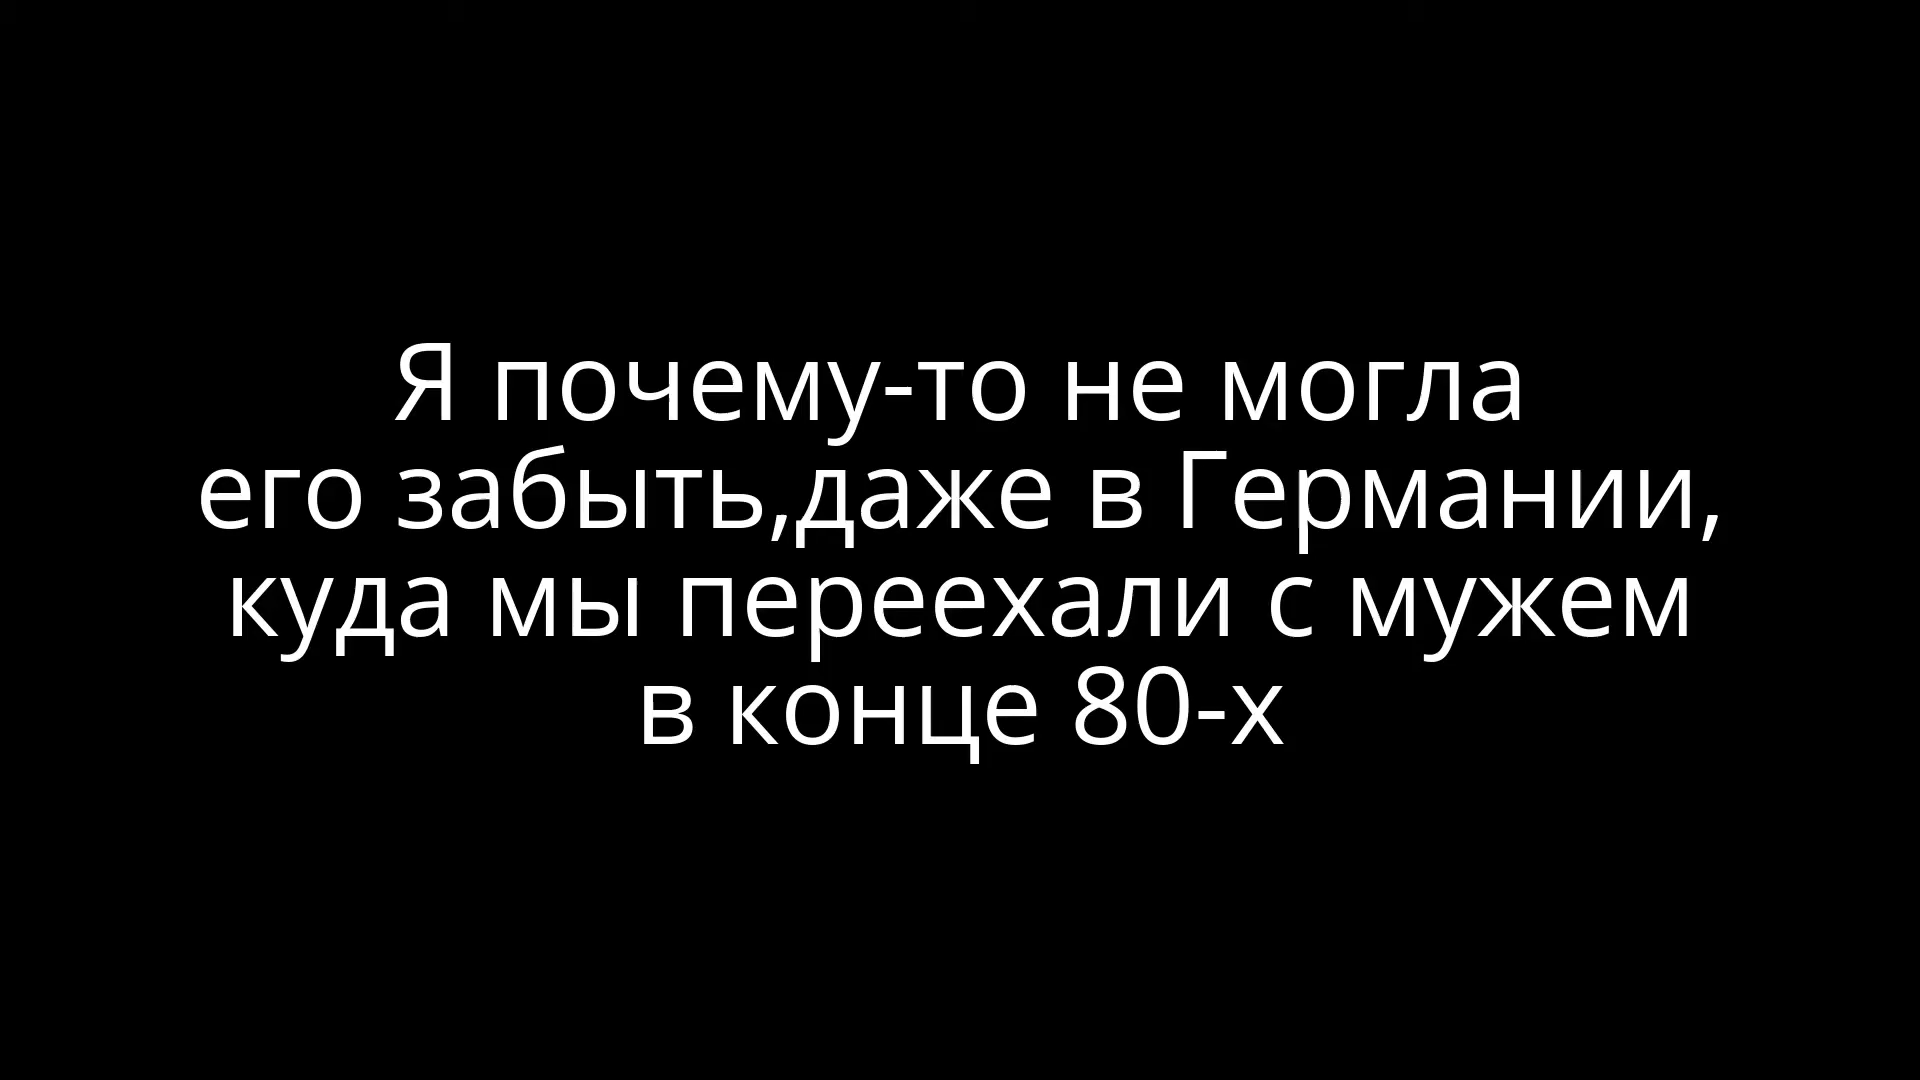 Я почему-то не могла
его забыть,даже в Германии,
куда мы переехали с мужем
в конце 80-х